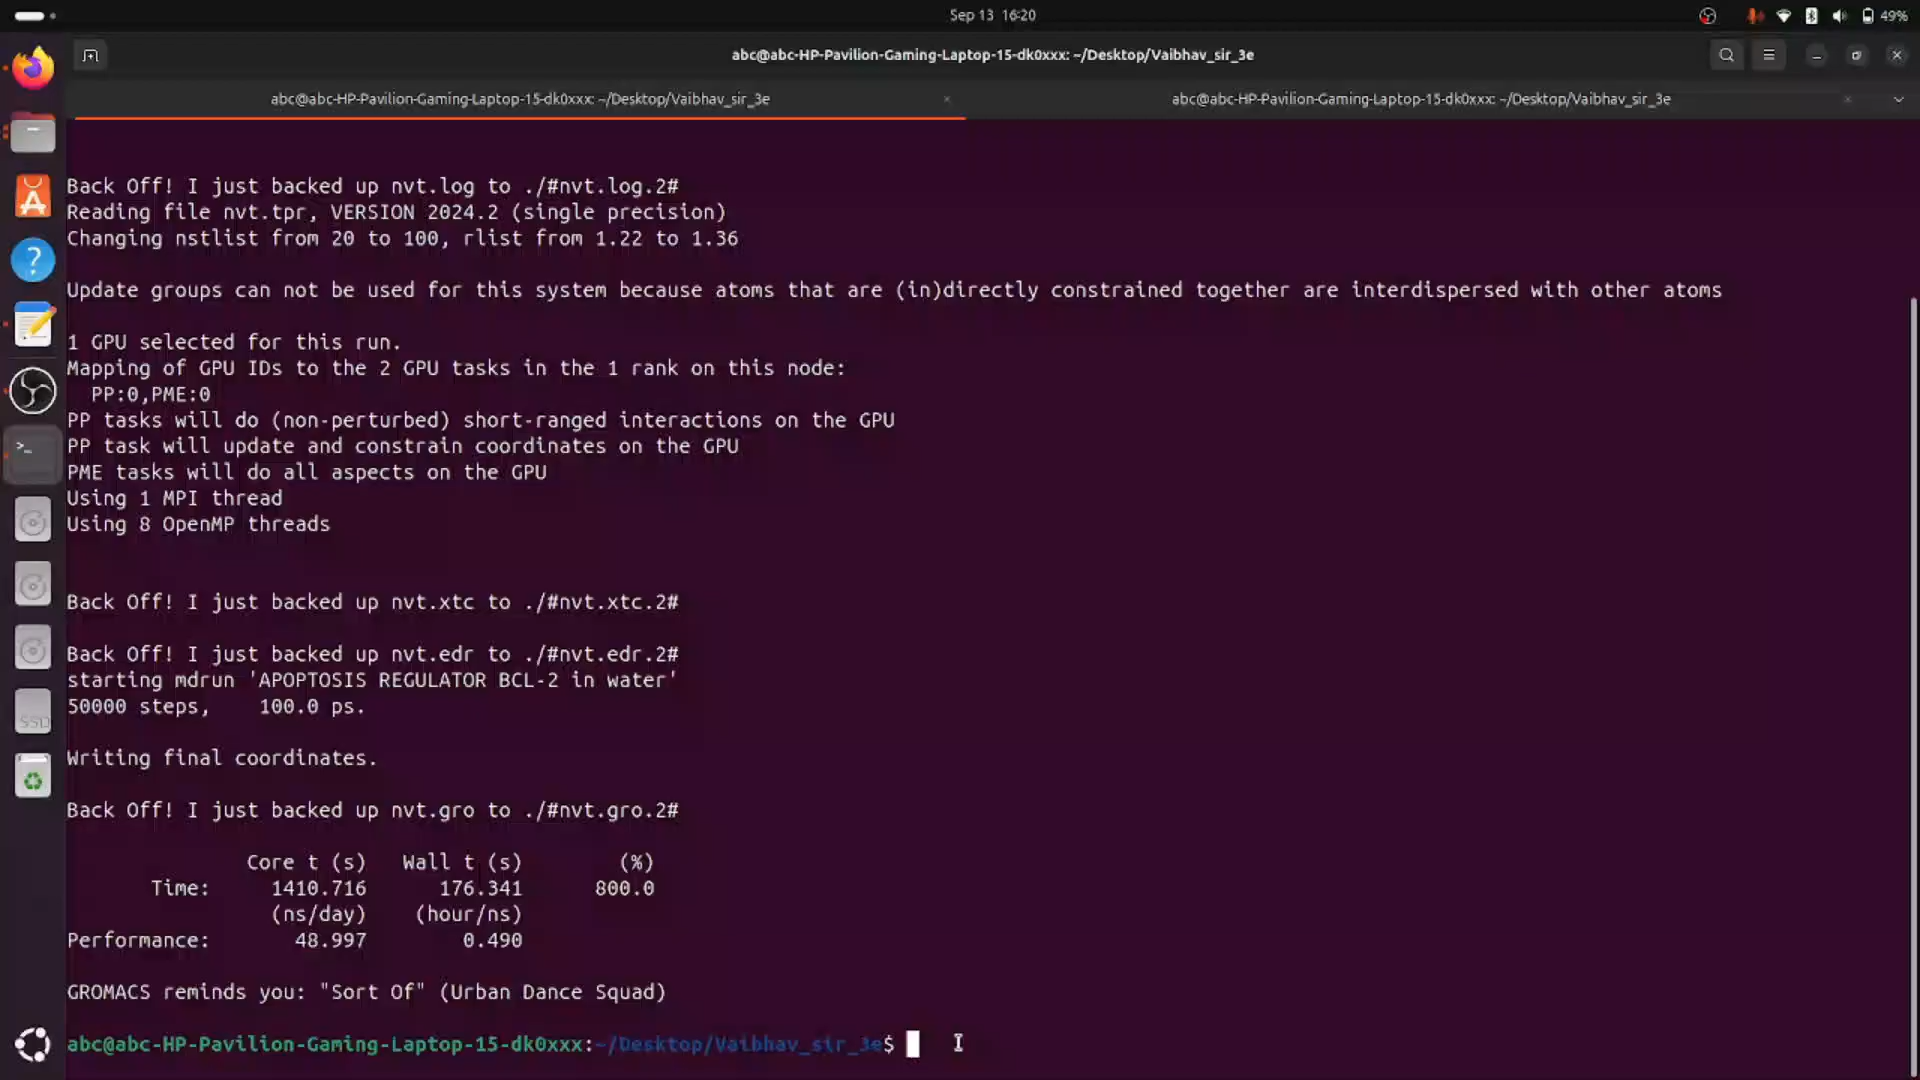 Sep 13 16:20
49%
abc@abc-HP-Pavilion-Gaming-Laptop-15-dk0xxx: ~/Desktop/Vaibhav_sir_3e
abc@abc-HP-Pavilion-Gaming-Laptop-15-dk0xxx: ~/Desktop/Vaibhav_sir_3e
abc@abc-HP-Pavilion-Gaming-Laptop-15-dk0xxx: ~/Desktop/Vaibhav_sir_3e
Back Off! I just backed up nvt.log to ./#nvt.log.2#
Reading file nvt.tpr, VERSION 2024.2 (single precision)
Changing nstlist from 20 to 100, rlist from 1.22 to 1.36
Update groups can not be used for this system because atoms that are (in)directly constrained together are interdispersed with other atoms
1 GPU selected for this run.
Mapping of GPU IDs to the 2 GPU tasks in the 1 rank on this node:
PP:0,PME:0
PP tasks will do (non-perturbed) short-ranged interactions on the GPU
PP task will update and constrain coordinates on the GPU
PME tasks will do all aspects on the GPU
Using 1 MPI thread
Using 8 OpenMP threads
Back Off! I just backed up nvt.xtc to ./#nvt.xtc.2#
Back Off! I just backed up nvt.edr to ./#nvt.edr.2#
starting mdrun 'APOPTOSIS REGULATOR BCL-2 in water'
50000 steps,    100.0 ps.
Writing final coordinates.
Back Off! I just backed up nvt.gro to ./#nvt.gro.2#
Core t (s)   Wall t (s)        (%)
Time:     1410.716      176.341      800.0
(ns/day)    (hour/ns)
Performance:       48.997        0.490
GROMACS reminds you: "Sort Of" (Urban Dance Squad)
abc@abc-HP-Pavilion-Gaming-Laptop-15-dk0xxx:~/Desktop/Vaibhav_sir_3e$
SSD